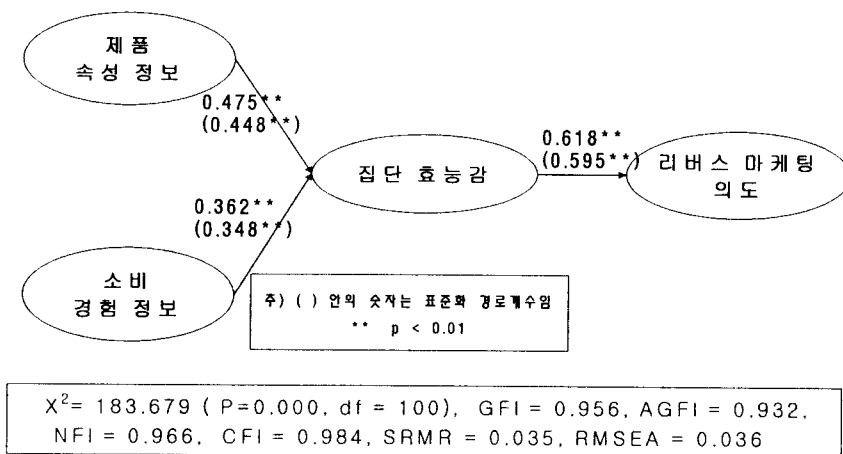 제품
속성 정보
0.475**
(0.448**)
0.618**
(0.595**)
집단 효능감
리버스 마케팅
의도
0.362**
(0.348**)
소비
경험 정보
주) ( ) 안의 숫자는 표준화 경로계수임
** p < 0.01
X²= 183.679 ( P=0.000, df = 100), GFI = 0.956, AGFI = 0.932,
NFI = 0.966, CFI = 0.984, SRMR = 0.035, RMSEA = 0.036